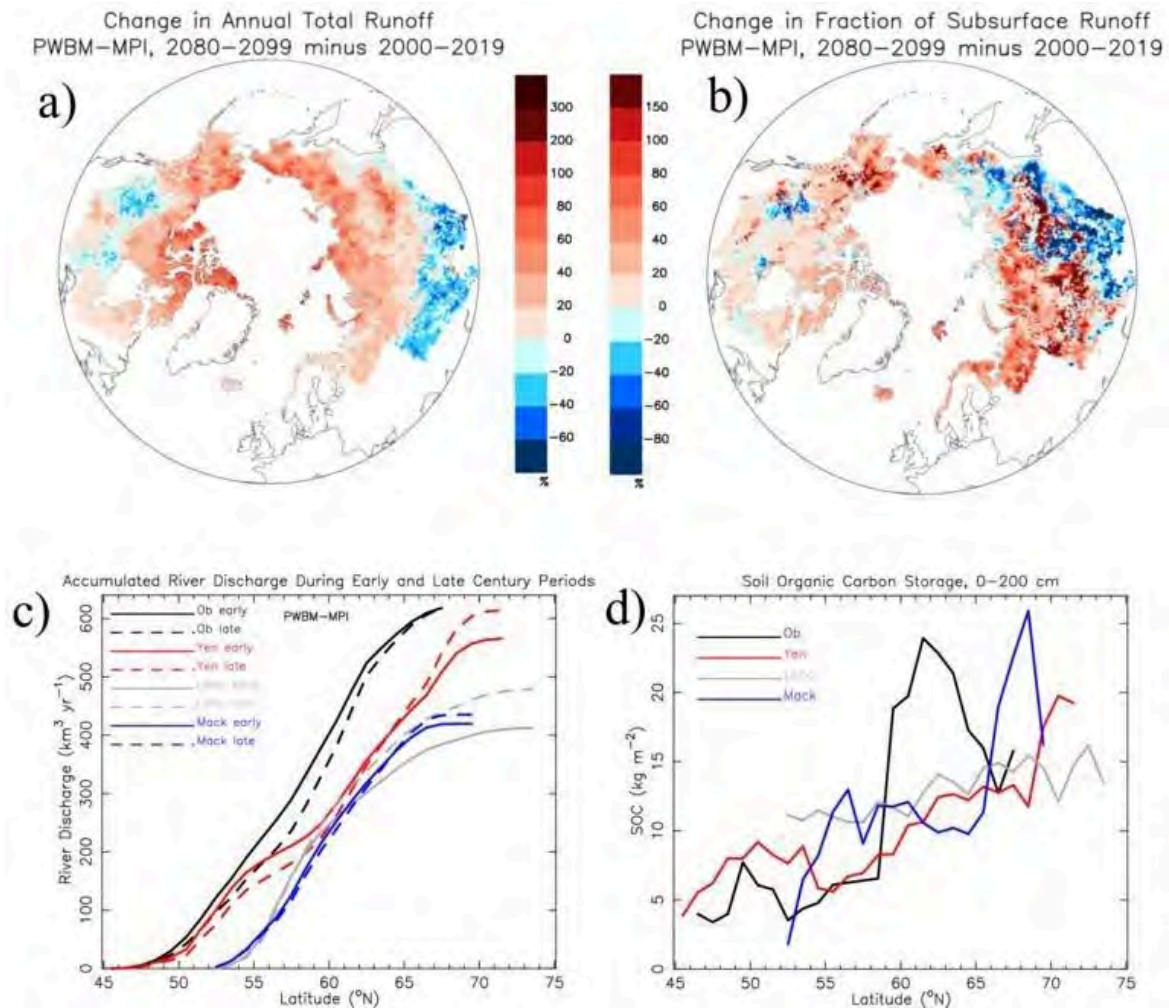 Change in Annual Total Runoff
PWBM-MPI, 2080-2099 minus 2000-2019
Change in Fraction of Subsurface Runoff
PWBM-MPI, 2080-2099 minus 2000-2019
a)
300
200
100
80
60
40
20
0
-20
-40
-60
%
b)
150
100
80
60
40
20
0
-20
-40
-60
-80
%
Accumulated River Discharge During Early and Late Century Periods
c)
PWBM-MPI
Ob early
Ob late
Yen early
Yen late
Mack early
Mack late
River Discharge (km³ yr⁻¹)
600
500
400
300
200
100
0
45 50 55 60 65 70 75
Latitude (°N)
Soil Organic Carbon Storage, 0-200 cm
d)
Ob
Yen
Lena
Mack
SOC (kg m⁻²)
25
20
15
10
5
0
45 50 55 60 65 70 75
Latitude (°N)